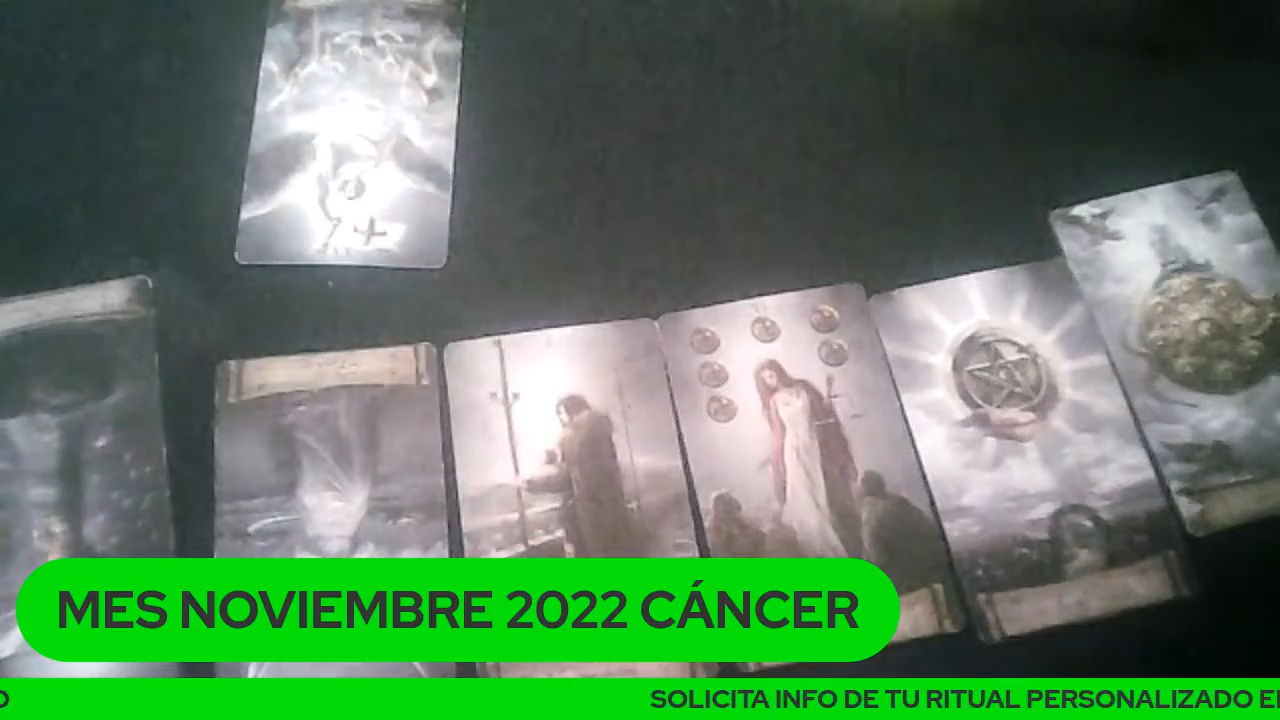 MES NOVIEMBRE 2022 CÁNCER
O SOLICITA INFO DE TU RITUAL PERSONALIZADO